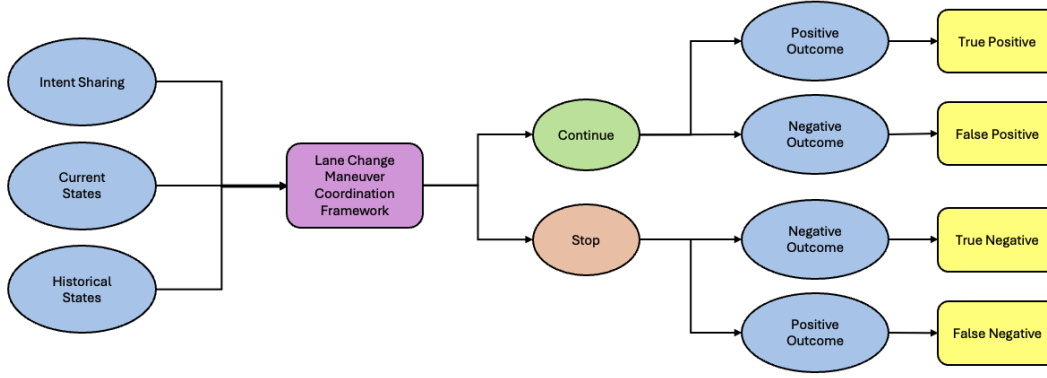 Intent Sharing
Current
States
Historical
States
Lane Change
Maneuver
Coordination
Framework
Continue
Stop
Positive
Outcome
True Positive
Negative
Outcome
False Positive
Negative
Outcome
True Negative
Positive
Outcome
False Negative